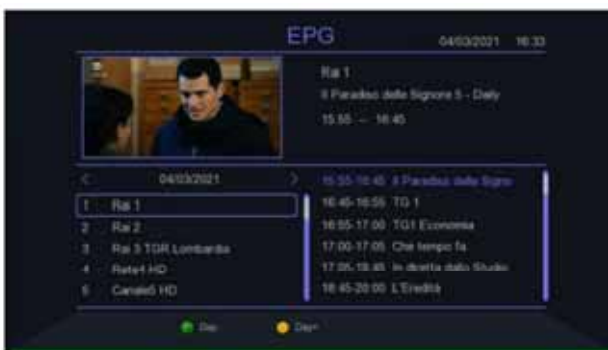 EPG
04/03/2021 16:33
Rai 1
Il Paradiso delle Signore 5 - Daily
15:55 – 16:45
< 04/03/2021 >
1 Rai 1
2 Rai 2
3 Rai 3 TGR Lombardia
4 Rete4 HD
5 Canale5 HD
15:55-16:45 Il Paradiso delle Signo
16:45-16:55 TG 1
16:55-17:00 TG1 Economia
17:00-17:05 Che tempo fa
17:05-18:45 In diretta dallo Studio
18:45-20:00 L'Eredità
Day-
Day+